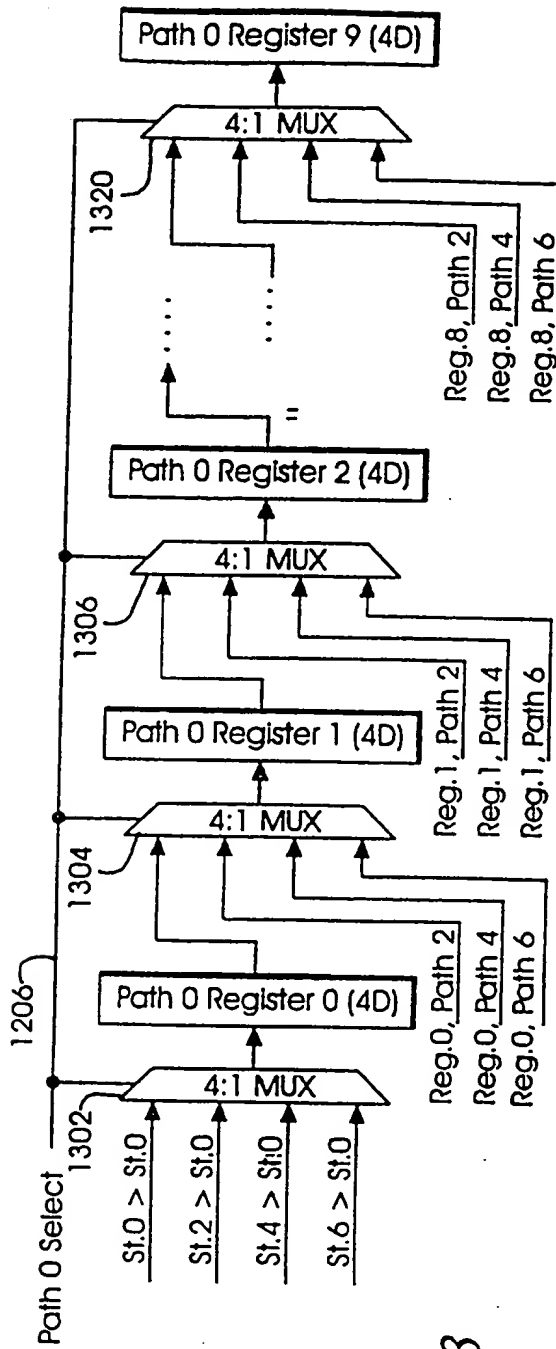 Path 0 Select
1206
1302
1304
1306
1320
St.0 > St.0
St.2 > St.0
St.4 > St.0
St.6 > St.0
4:1 MUX
Path 0 Register 0 (4D)
Reg.0, Path 2
Reg.0, Path 4
Reg.0, Path 6
4:1 MUX
Path 0 Register 1 (4D)
Reg.1, Path 2
Reg.1, Path 4
Reg.1, Path 6
4:1 MUX
Path 0 Register 2 (4D)
Reg.8, Path 2
Reg.8, Path 4
Reg.8, Path 6
4:1 MUX
Path 0 Register 9 (4D)